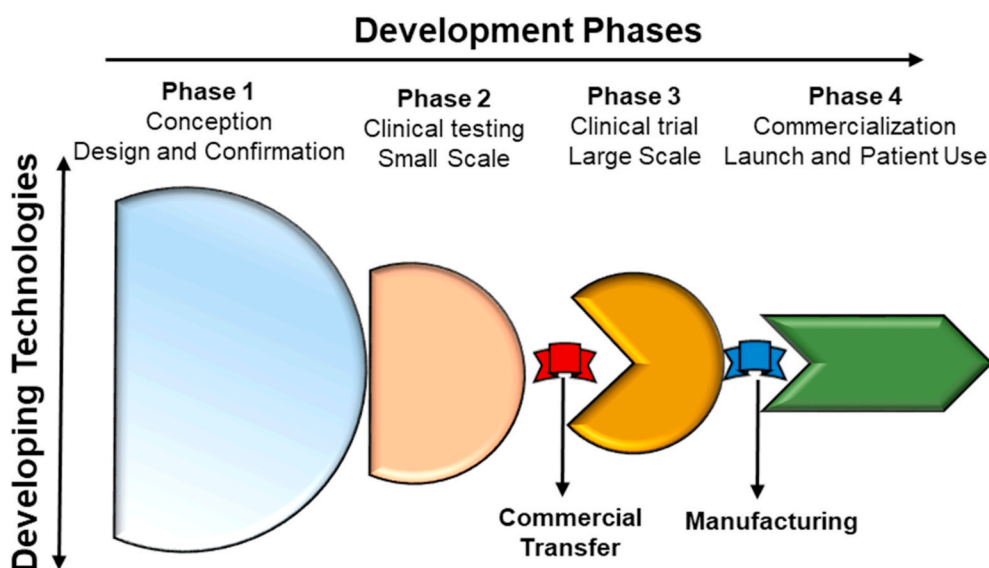 Development Phases
Phase 1
Conception
Design and Confirmation
Phase 2
Clinical testing
Small Scale
Phase 3
Clinical trial
Large Scale
Phase 4
Commercialization
Launch and Patient Use
Developing Technologies
Commercial
Transfer
Manufacturing